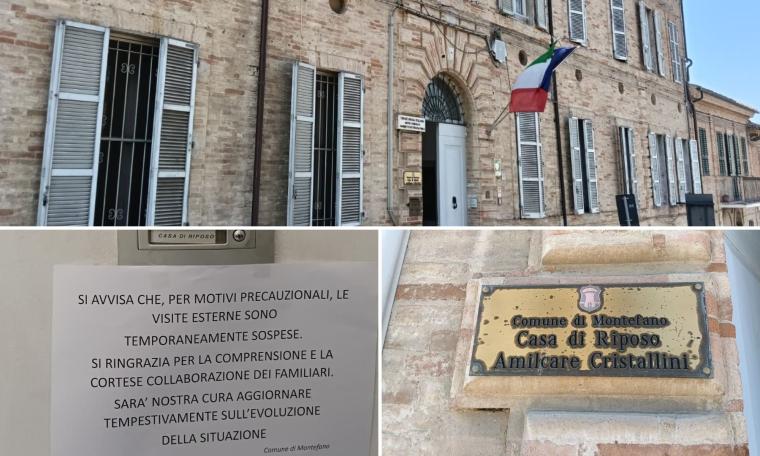 CASA DI RIPOSO
SI AVVISA CHE, PER MOTIVI PRECAUZIONALI, LE
VISITE ESTERNE SONO
TEMPORANEAMENTE SOSPESE.
SI RINGRAZIA PER LA COMPRENSIONE E LA
CORTESE COLLABORAZIONE DEI FAMILIARI.
SARA' NOSTRA CURA AGGIORNARE
TEMPESTIVAMENTE SULL'EVOLUZIONE
DELLA SITUAZIONE
Comune di Montefano
Comune di Montefano
Casa di Riposo
Amilcare Cristallini